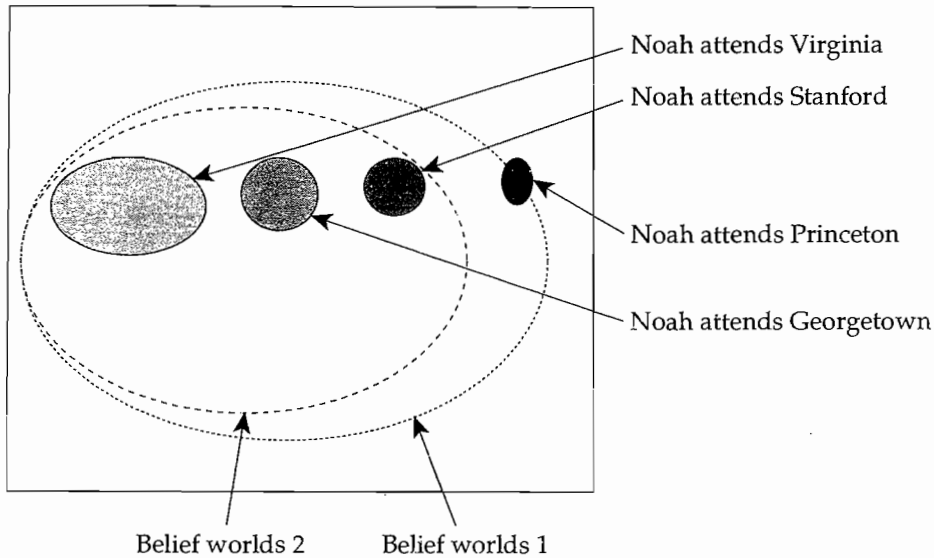 Noah attends Virginia
Noah attends Stanford
Noah attends Princeton
Noah attends Georgetown
Belief worlds 2
Belief worlds 1